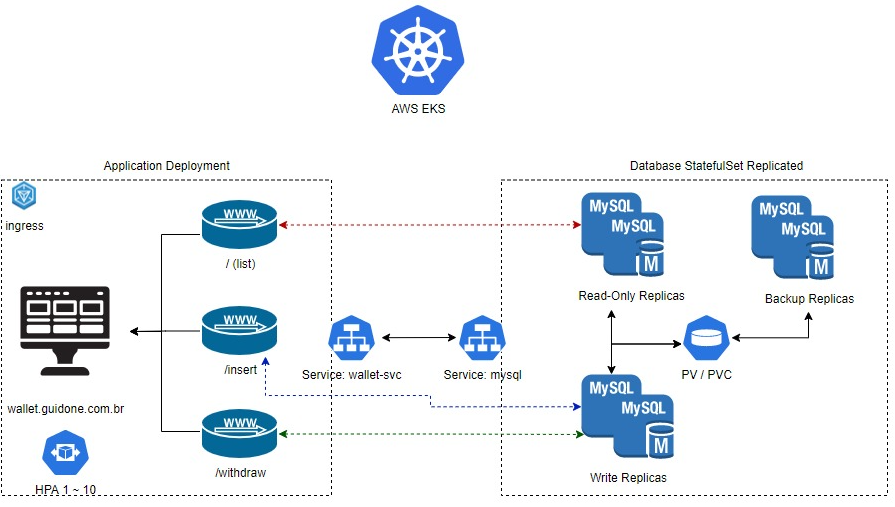 AWS EKS
Application Deployment
Database StatefulSet Replicated
ingress
WWW
/ (list)
MySQL
MySQL
M
Read-Only Replicas
MySQL
MySQL
M
Backup Replicas
WWW
/insert
Service: wallet-svc
Service: mysql
PV / PVC
wallet.guidone.com.br
WWW
/withdraw
MySQL
MySQL
M
Write Replicas
HPA 1 ~ 10